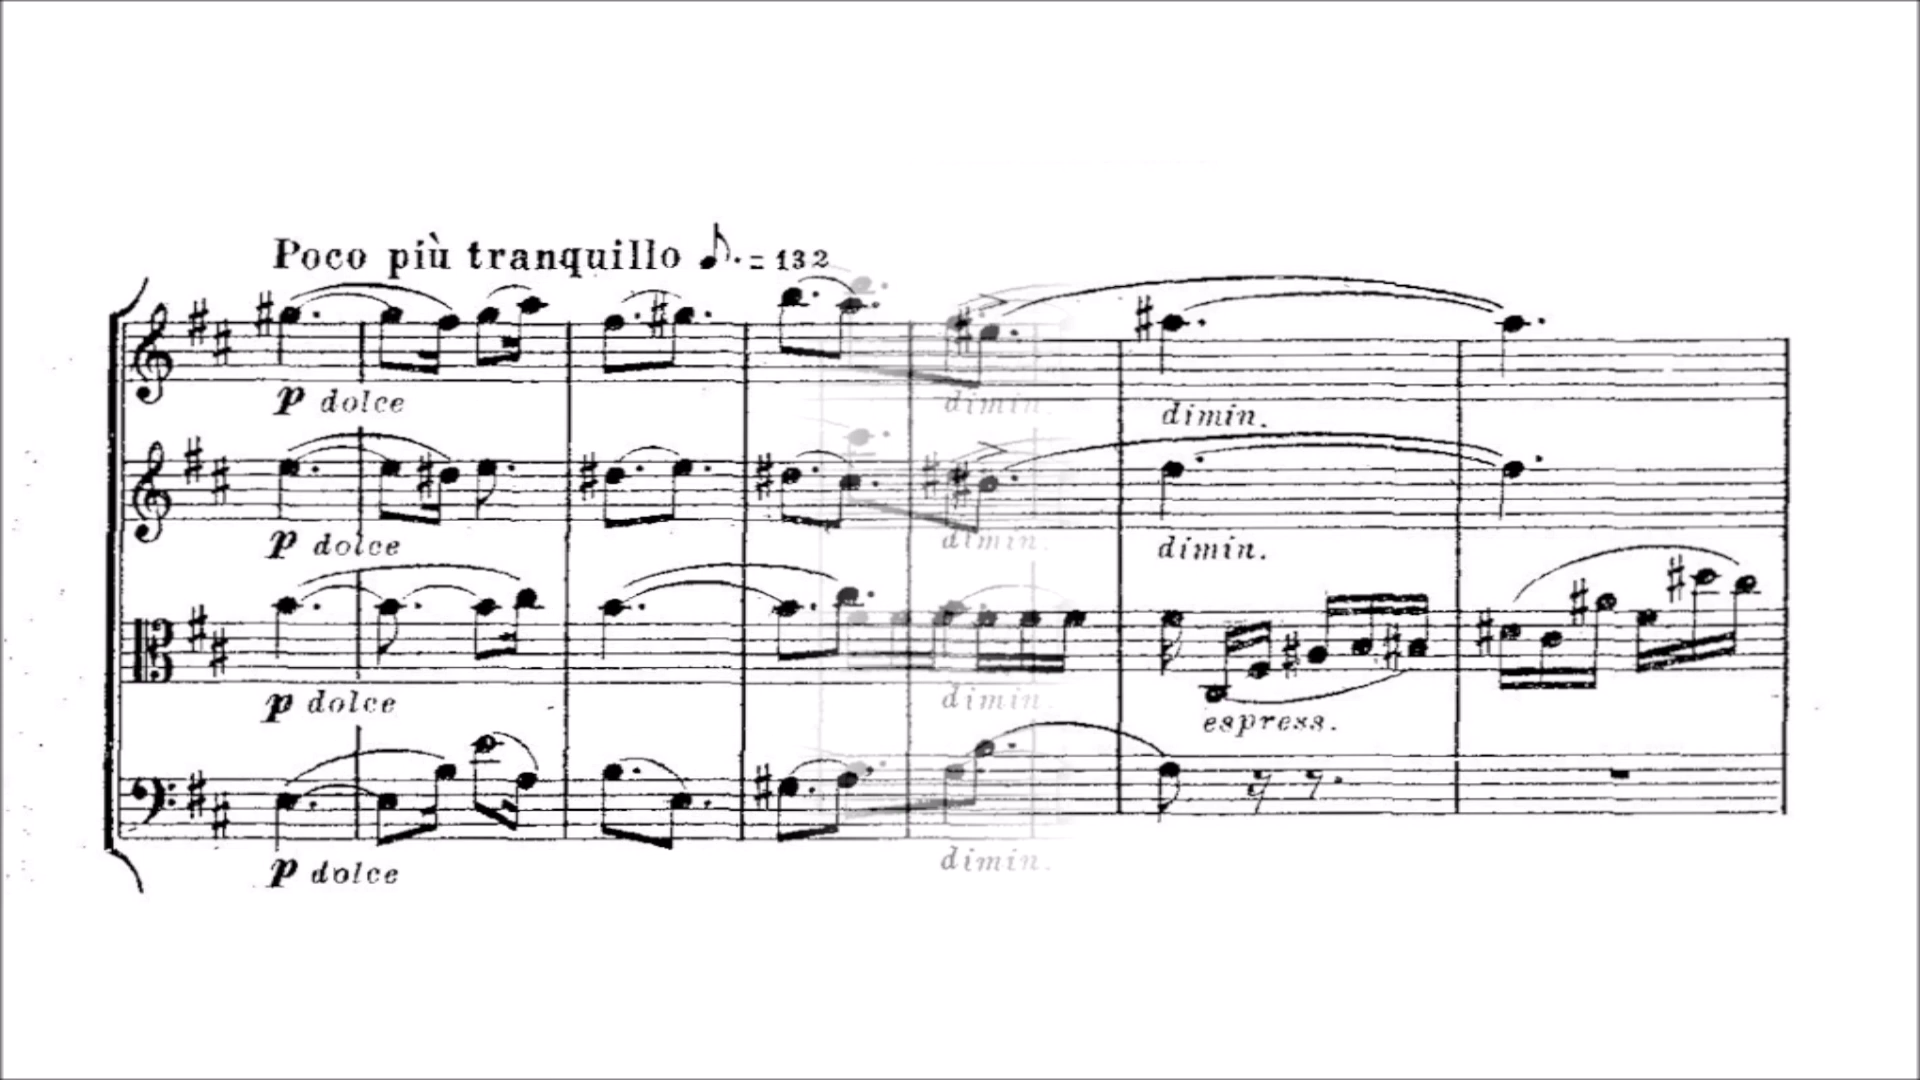 Poco più tranquillo ♪. = 132
p dolce
dimin.
dimin.
p dolce
dimin.
dimin.
p dolce
dimin.
espress.
p dolce
dimin.